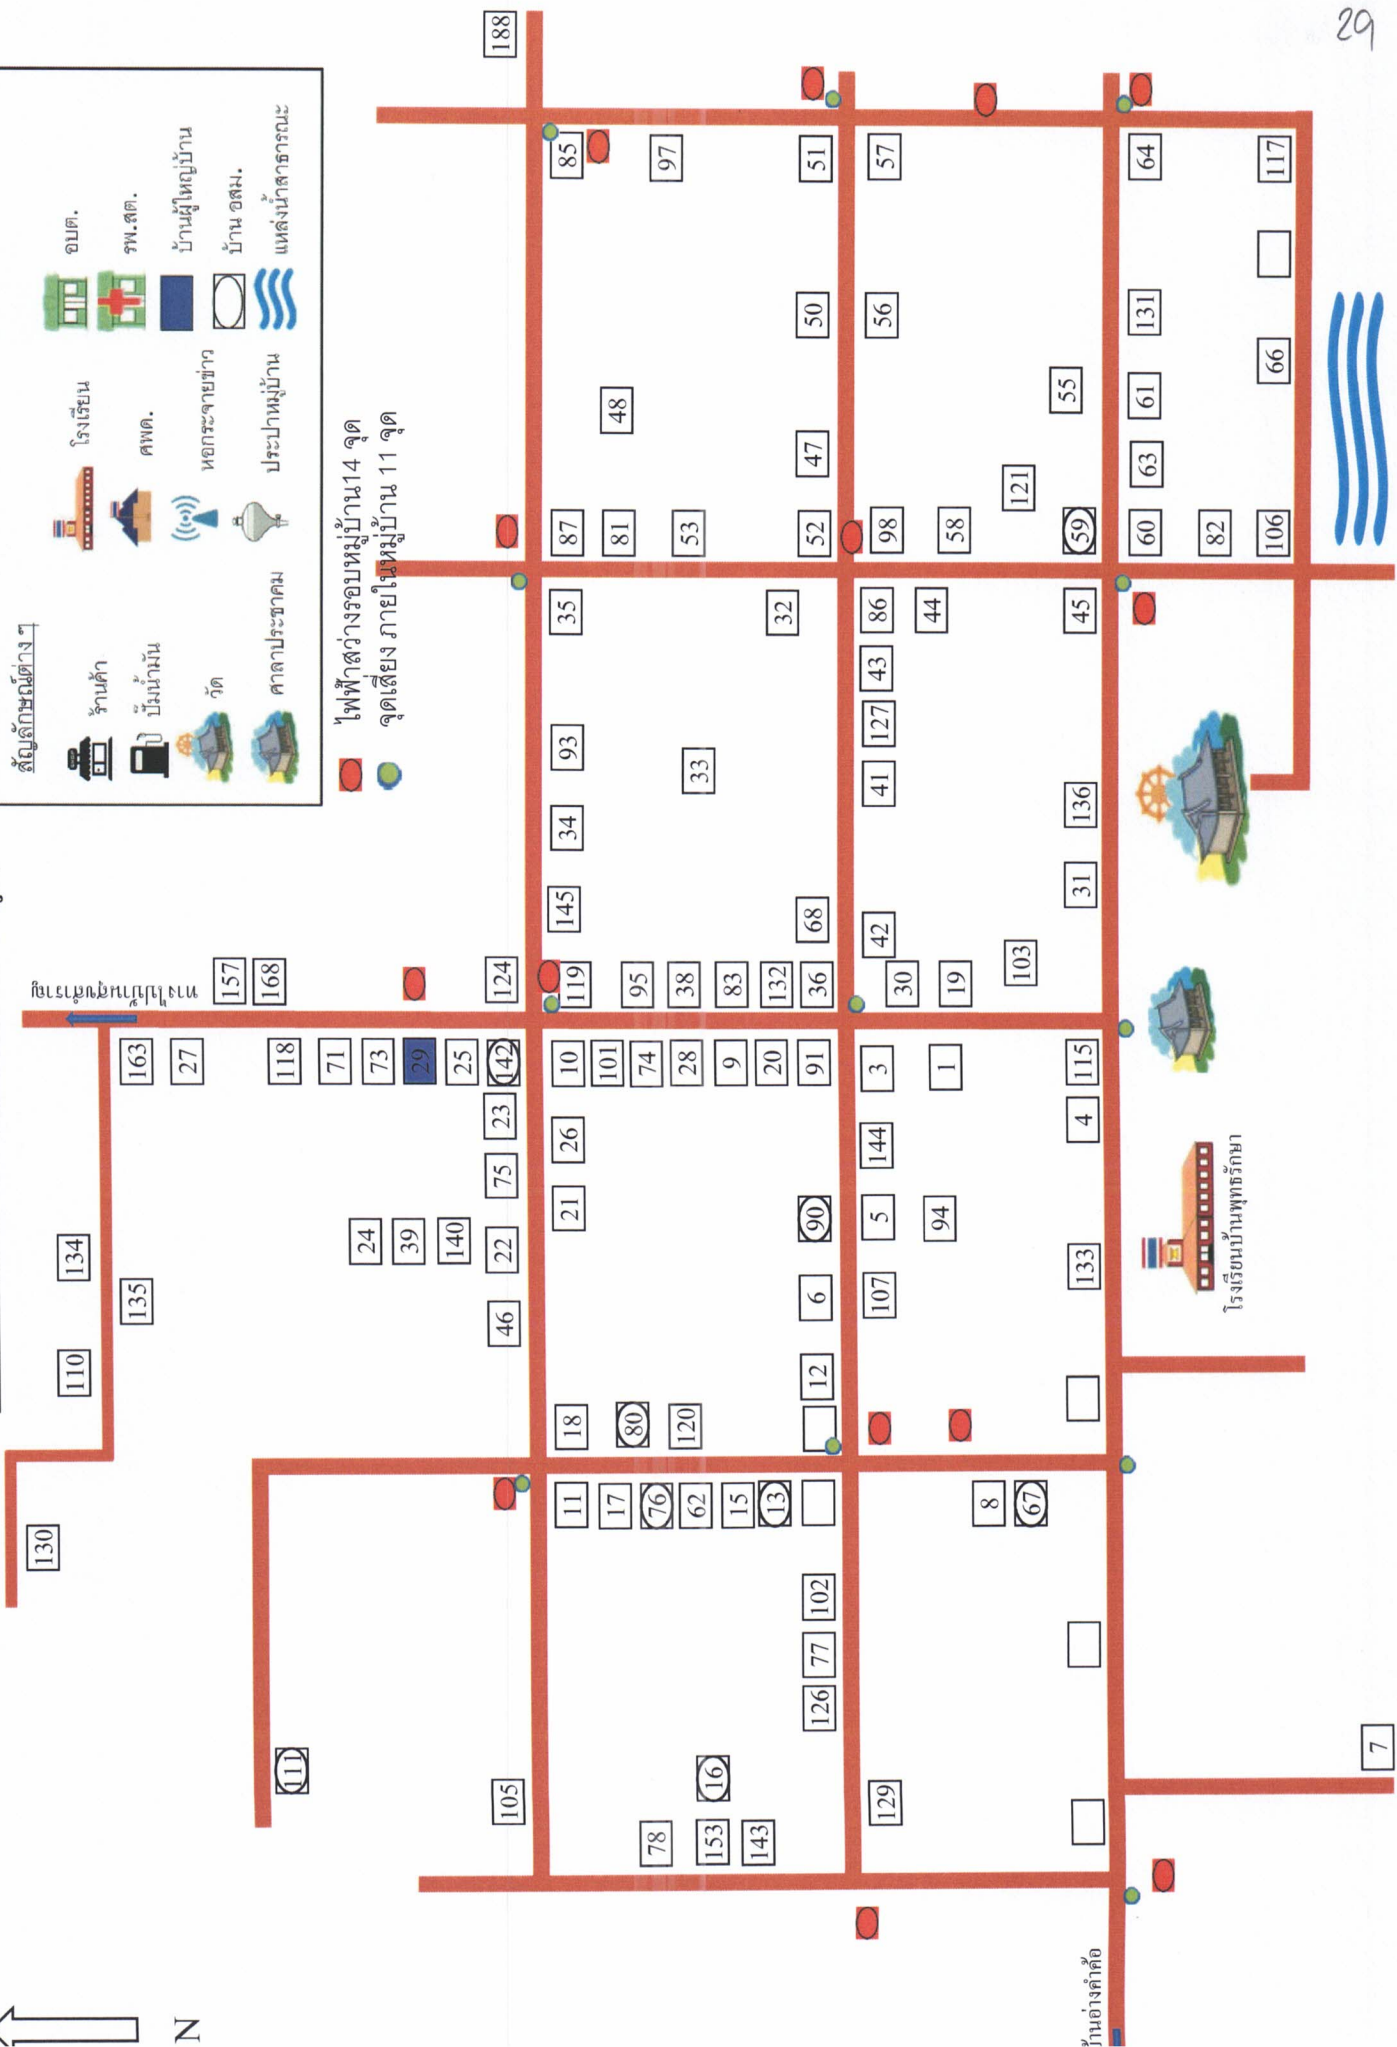 สัญลักษณ์ต่าง ๆ
ร้านค้า
โรงเรียน
อบต.
ปั๊มน้ำมัน
ศพด.
รพ.สต.
วัด
หอกระจายข่าว
บ้านผู้ใหญ่บ้าน
ศาลาประชาคม
ประปาหมู่บ้าน
บ้าน อสม.
แหล่งน้ำสาธารณะ
ไฟฟ้าสว่างรอบหมู่บ้าน14 จุด
จุดเสี่ยง ภายในหมู่บ้าน 11 จุด
N
ทางไปบ้านสุขสำราญ
130
110 134
135 163
27
157
168
111
118
71
24 73
39 29
140 25
105 46 22 75 23 142 124 188
11 18 21 26 10 119 145 34 93 35 87 85
17 80 101 95 48 81
76 120 74 38 97
78 62 28 83 33 53
153 16 15 9 132
143 13 20 32
126 77 102 12 6 90 91 36 68 52 47 50 51
129 107 5 144 3 30 42 41 127 43 86 98 56 57
94 1 19 44 58
8 103 121
67 55
133 4 115 31 136 45 59
60 63 61 131 64
82
106 66 117
โรงเรียนบ้านพุทธรักษา
บ้านอ่างคำค้อ
7
29